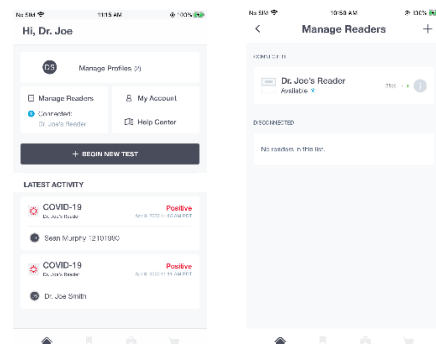 No SIM 11:15 AM 100%
Hi, Dr. Joe
DS Manage Profiles (2)
Manage Readers
Connected:
Dr. Joe's Reader
My Account
Help Center
+ BEGIN NEW TEST
LATEST ACTIVITY
COVID-19 Positive
Dr. Joe's Reader
Sean Murphy 12101990
COVID-19 Positive
Dr. Joe's Reader
Dr. Joe Smith
No SIM 10:50 AM 100%
Manage Readers
CONNECTED
Dr. Joe's Reader
Available
DISCONNECTED
No readers in this list.